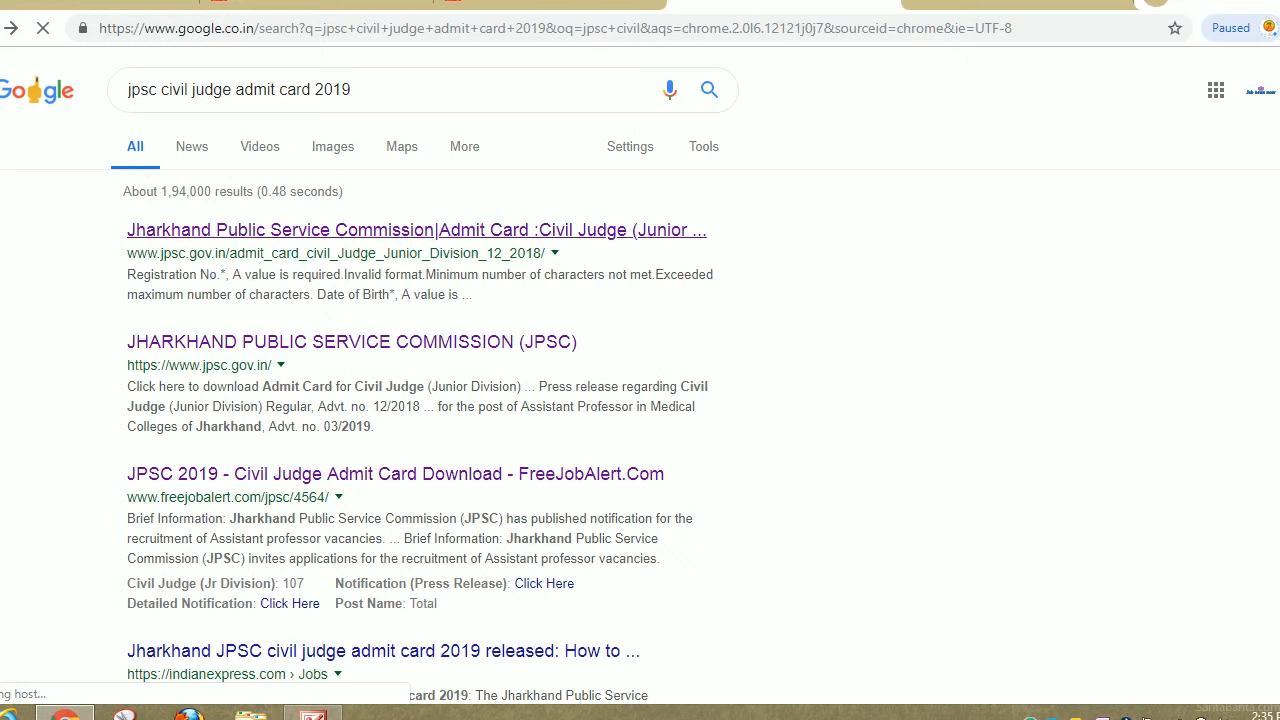 https://www.google.co.in/search?q=jpsc+civil+judge+admit+card+2019&oq=jpsc+civil&aqs=chrome.2.0l6.12121j0j7&sourceid=chrome&ie=UTF-8
Paused
Google
jpsc civil judge admit card 2019
All News Videos Images Maps More Settings Tools
About 1,94,000 results (0.48 seconds)
Jharkhand Public Service Commission|Admit Card :Civil Judge (Junior ...
www.jpsc.gov.in/admit_card_civil_Judge_Junior_Division_12_2018/
Registration No.*, A value is required.Invalid format.Minimum number of characters not met.Exceeded
maximum number of characters. Date of Birth*, A value is ...
JHARKHAND PUBLIC SERVICE COMMISSION (JPSC)
https://www.jpsc.gov.in/
Click here to download Admit Card for Civil Judge (Junior Division) ... Press release regarding Civil
Judge (Junior Division) Regular, Advt. no. 12/2018 ... for the post of Assistant Professor in Medical
Colleges of Jharkhand, Advt. no. 03/2019.
JPSC 2019 - Civil Judge Admit Card Download - FreeJobAlert.Com
www.freejobalert.com/jpsc/4564/
Brief Information: Jharkhand Public Service Commission (JPSC) has published notification for the
recruitment of Assistant professor vacancies. ... Brief Information: Jharkhand Public Service
Commission (JPSC) invites applications for the recruitment of Assistant professor vacancies.
Civil Judge (Jr Division): 107 Notification (Press Release): Click Here
Detailed Notification: Click Here Post Name: Total
Jharkhand JPSC civil judge admit card 2019 released: How to ...
https://indianexpress.com › Jobs
ng host...
card 2019: The Jharkhand Public Service